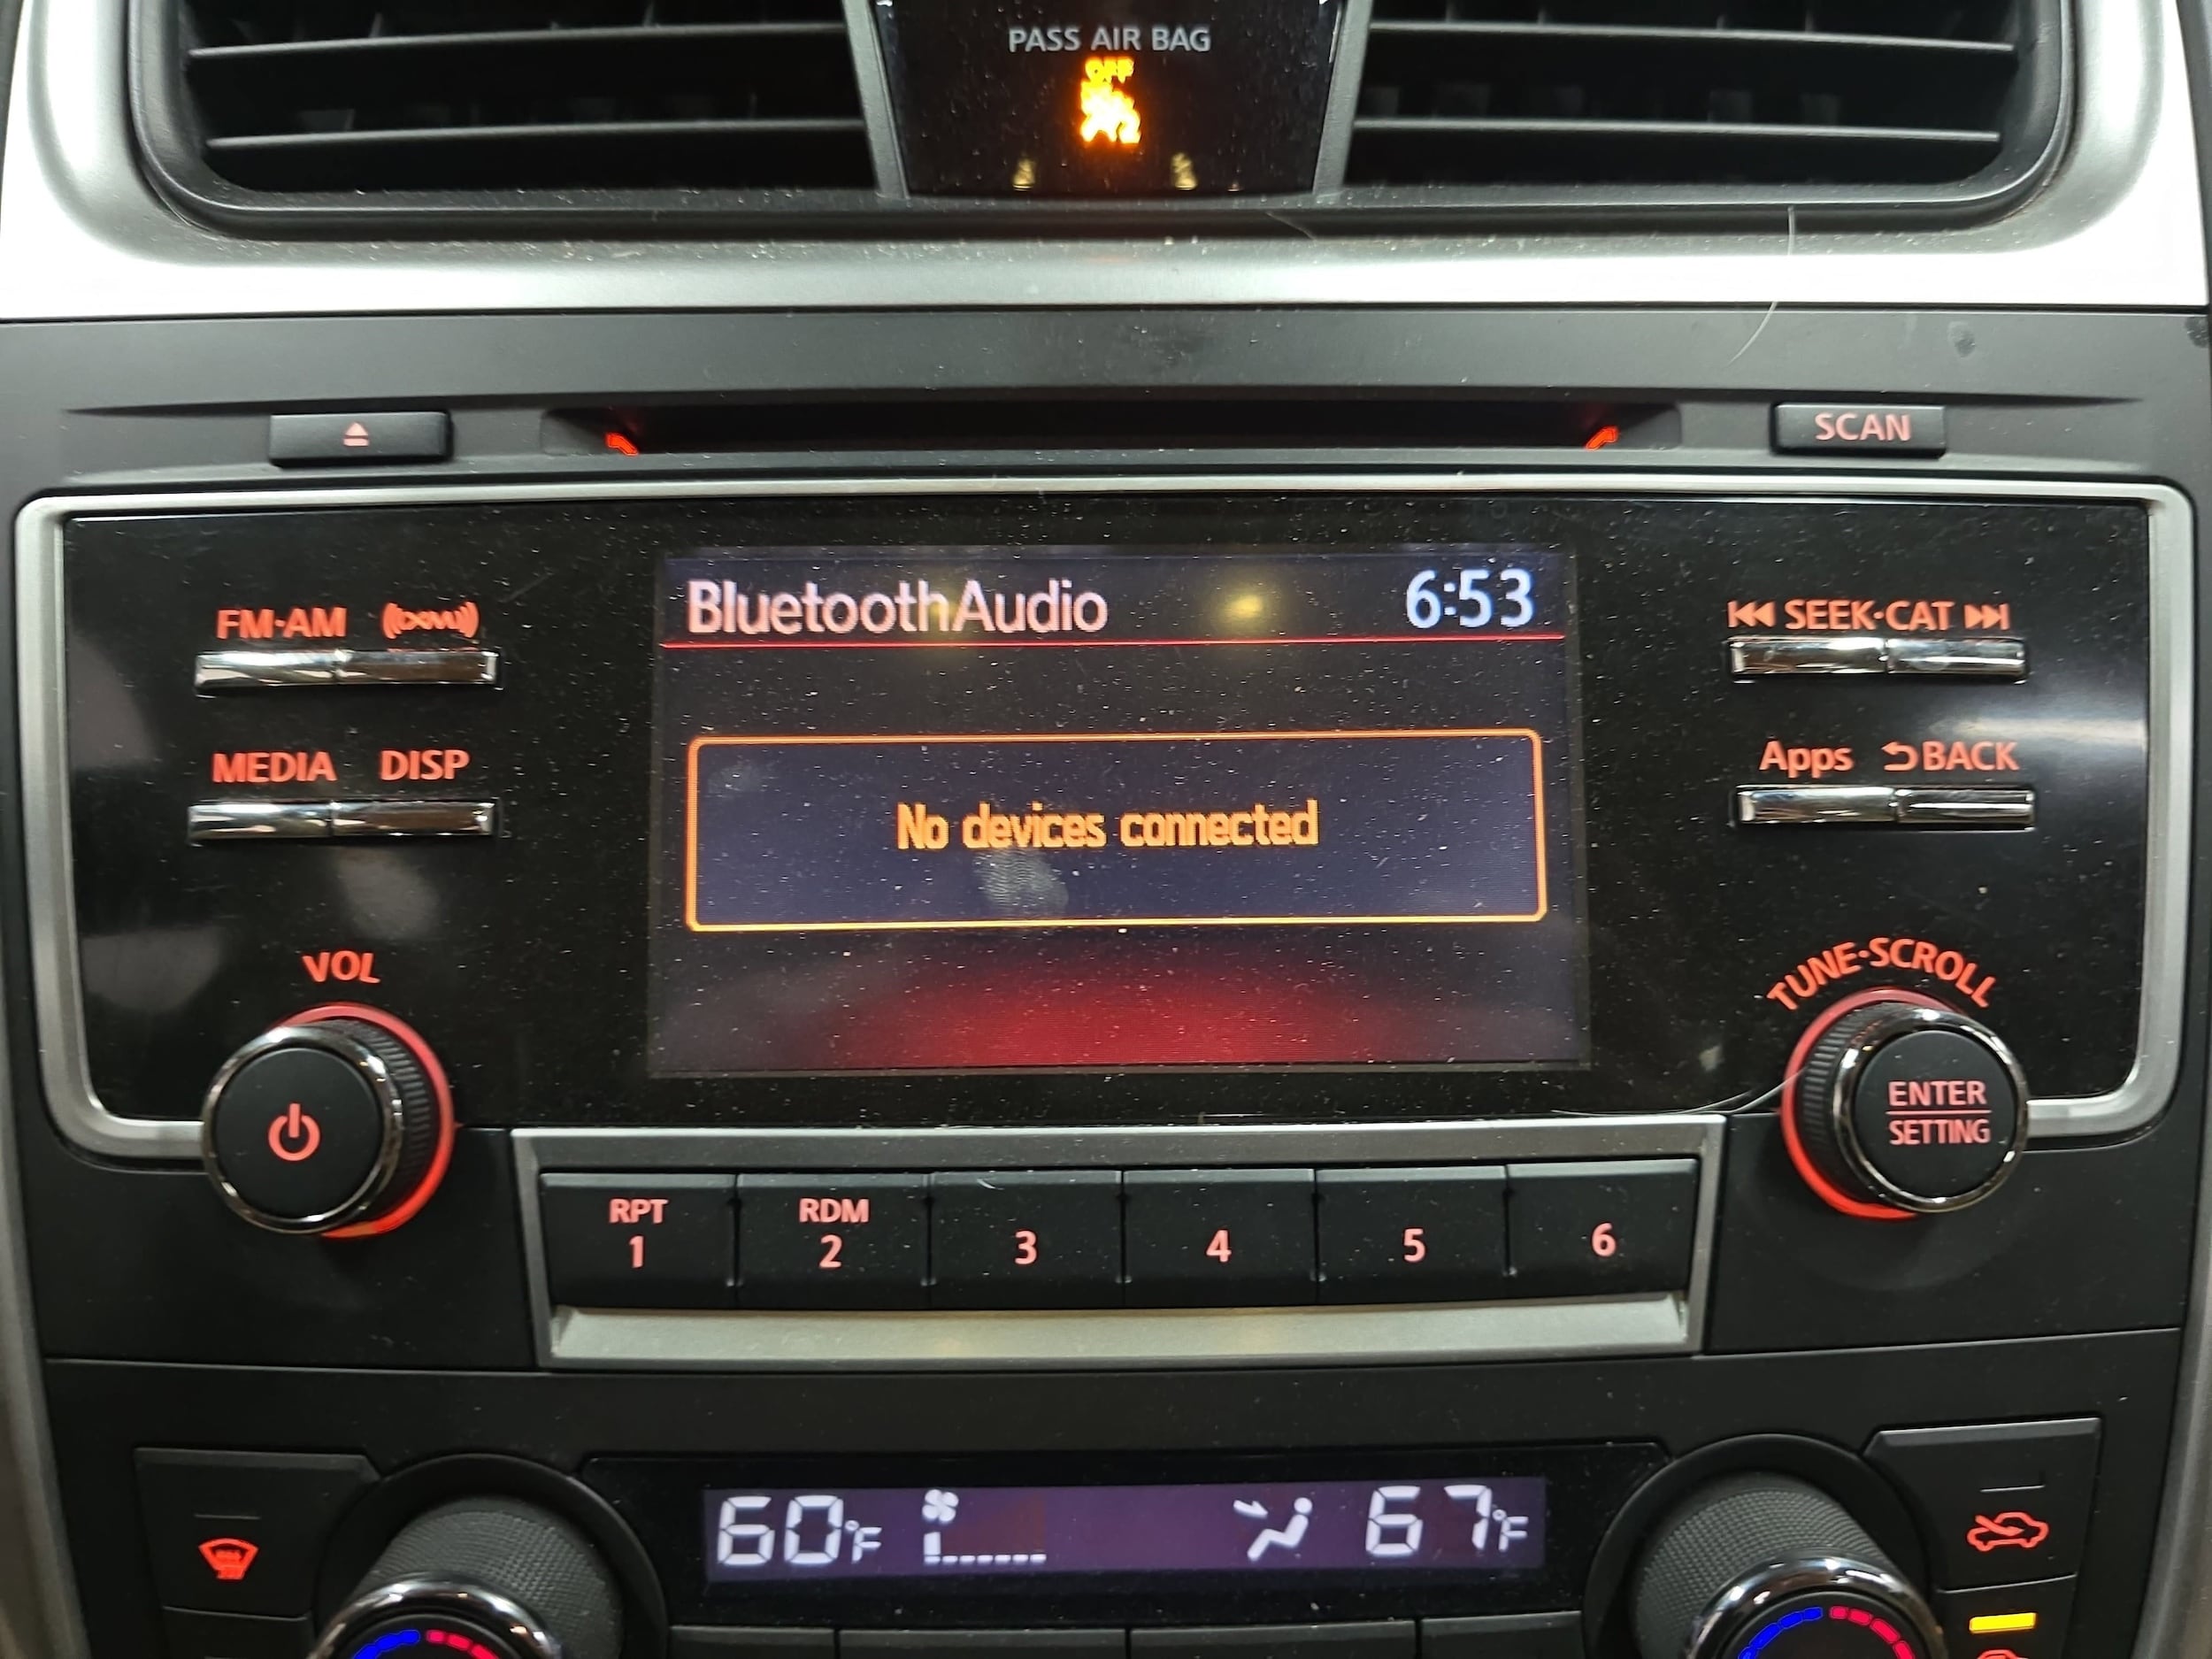 PASS AIR BAG
OFF
SCAN
BluetoothAudio 6:53
FM·AM ((XM))
SEEK·CAT
MEDIA DISP
Apps BACK
No devices connected
VOL
TUNE·SCROLL
ENTER
SETTING
RPT
1
RDM
2
3
4
5
6
60°F 67°F